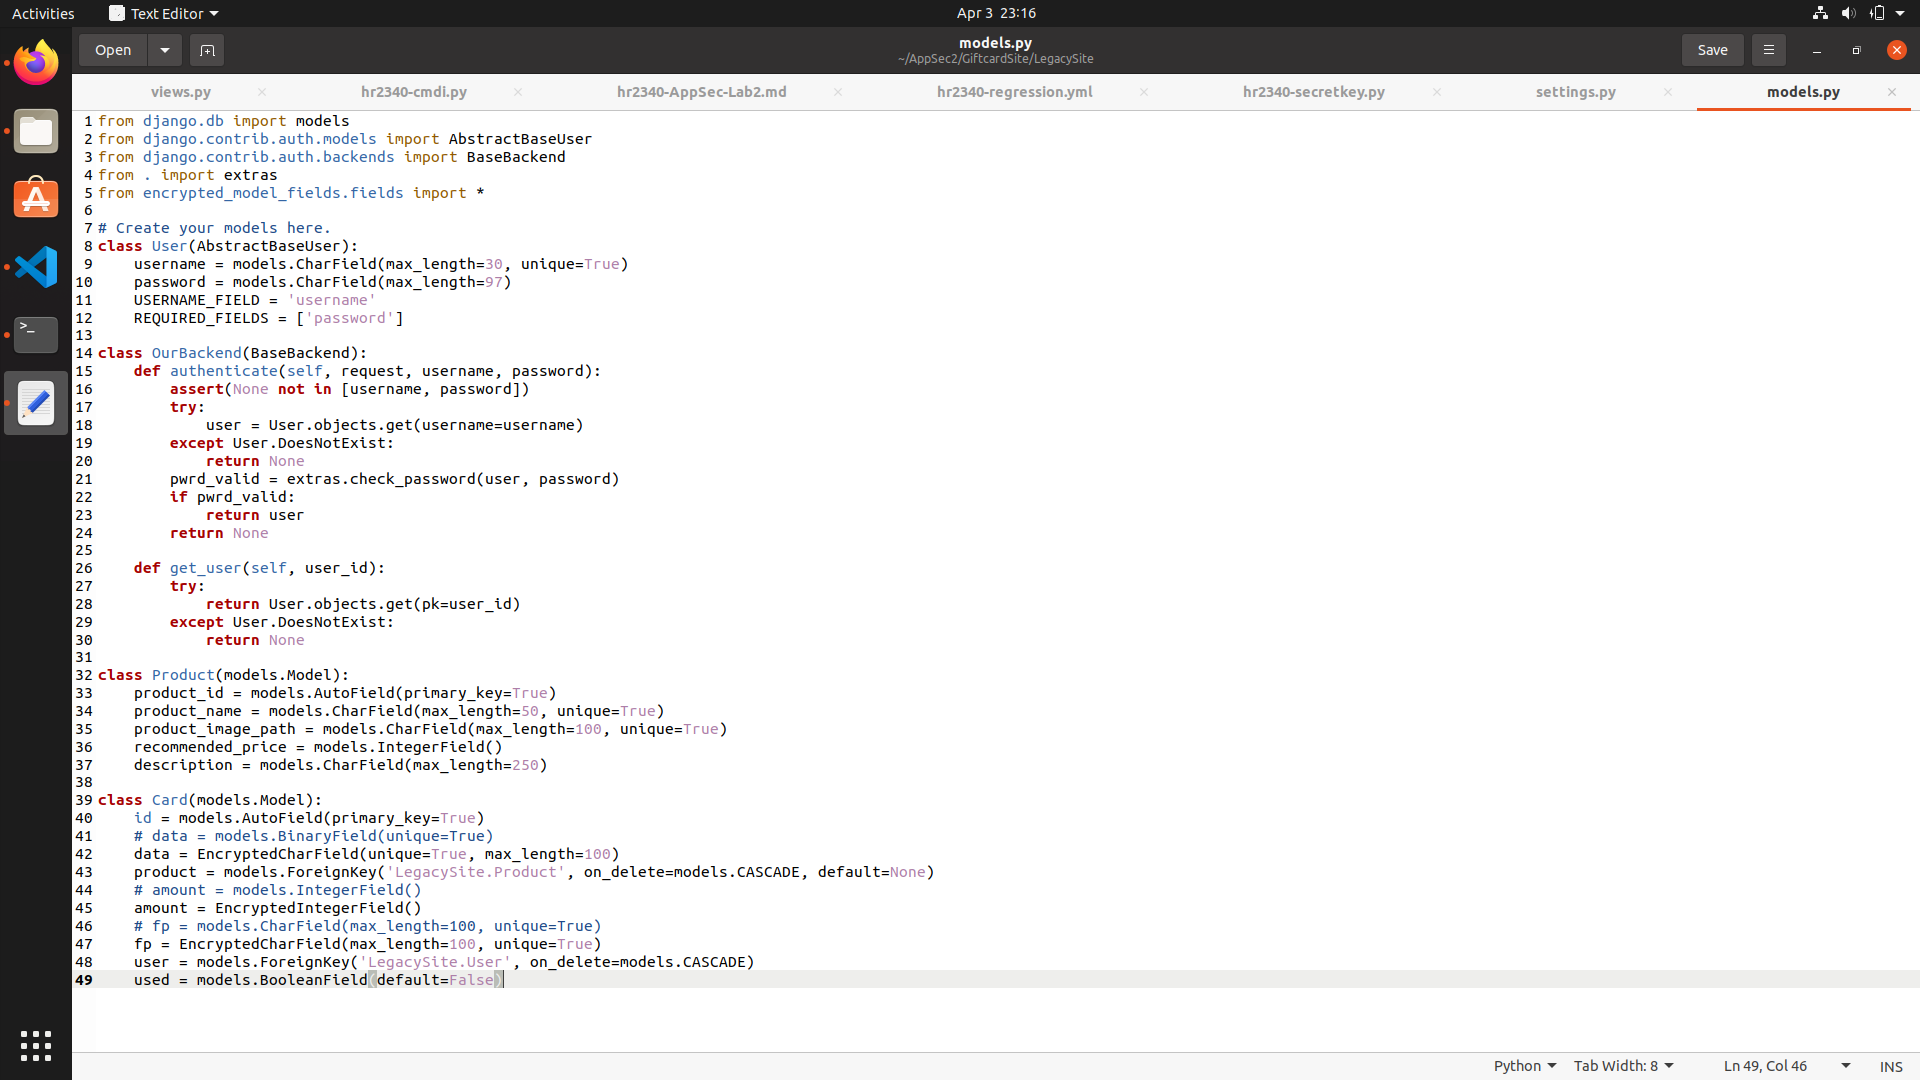 Activities Text Editor Apr 3 23:16
Open models.py Save
~/AppSec2/GiftcardSite/LegacySite
views.py hr2340-cmdi.py hr2340-AppSec-Lab2.md hr2340-regression.yml hr2340-secretkey.py settings.py models.py
1 from django.db import models
2 from django.contrib.auth.models import AbstractBaseUser
3 from django.contrib.auth.backends import BaseBackend
4 from . import extras
5 from encrypted_model_fields.fields import *
6
7 # Create your models here.
8 class User(AbstractBaseUser):
9     username = models.CharField(max_length=30, unique=True)
10     password = models.CharField(max_length=97)
11     USERNAME_FIELD = 'username'
12     REQUIRED_FIELDS = ['password']
13
14 class OurBackend(BaseBackend):
15     def authenticate(self, request, username, password):
16         assert(None not in [username, password])
17         try:
18             user = User.objects.get(username=username)
19         except User.DoesNotExist:
20             return None
21         pwrd_valid = extras.check_password(user, password)
22         if pwrd_valid:
23             return user
24         return None
25
26     def get_user(self, user_id):
27         try:
28             return User.objects.get(pk=user_id)
29         except User.DoesNotExist:
30             return None
31
32 class Product(models.Model):
33     product_id = models.AutoField(primary_key=True)
34     product_name = models.CharField(max_length=50, unique=True)
35     product_image_path = models.CharField(max_length=100, unique=True)
36     recommended_price = models.IntegerField()
37     description = models.CharField(max_length=250)
38
39 class Card(models.Model):
40     id = models.AutoField(primary_key=True)
41     # data = models.BinaryField(unique=True)
42     data = EncryptedCharField(unique=True, max_length=100)
43     product = models.ForeignKey('LegacySite.Product', on_delete=models.CASCADE, default=None)
44     # amount = models.IntegerField()
45     amount = EncryptedIntegerField()
46     # fp = models.CharField(max_length=100, unique=True)
47     fp = EncryptedCharField(max_length=100, unique=True)
48     user = models.ForeignKey('LegacySite.User', on_delete=models.CASCADE)
49     used = models.BooleanField(default=False)
Python Tab Width: 8 Ln 49, Col 46 INS